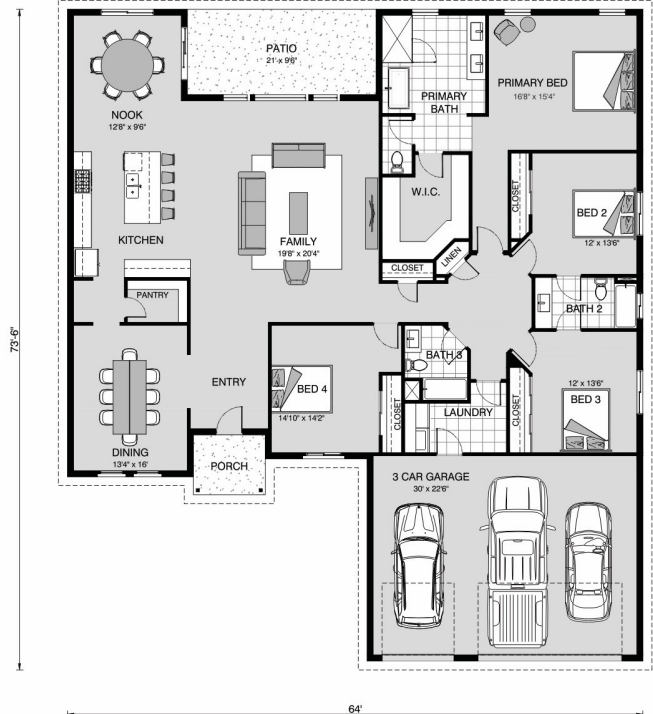 PATIO
21' x 9'6"
NOOK
12'8" x 9'6"
PRIMARY
BATH
PRIMARY BED
16'8" x 15'4"
W.I.C.
CLOSET
BED 2
12' x 13'6"
KITCHEN
FAMILY
19'8" x 20'4"
LINEN
CLOSET
PANTRY
BATH 2
73'-6"
ENTRY
BED 4
14'10" x 14'2"
BATH 3
CLOSET
LAUNDRY
CLOSET
12' x 13'6"
BED 3
DINING
13'4" x 16'
PORCH
3 CAR GARAGE
30' x 22'6"
64'